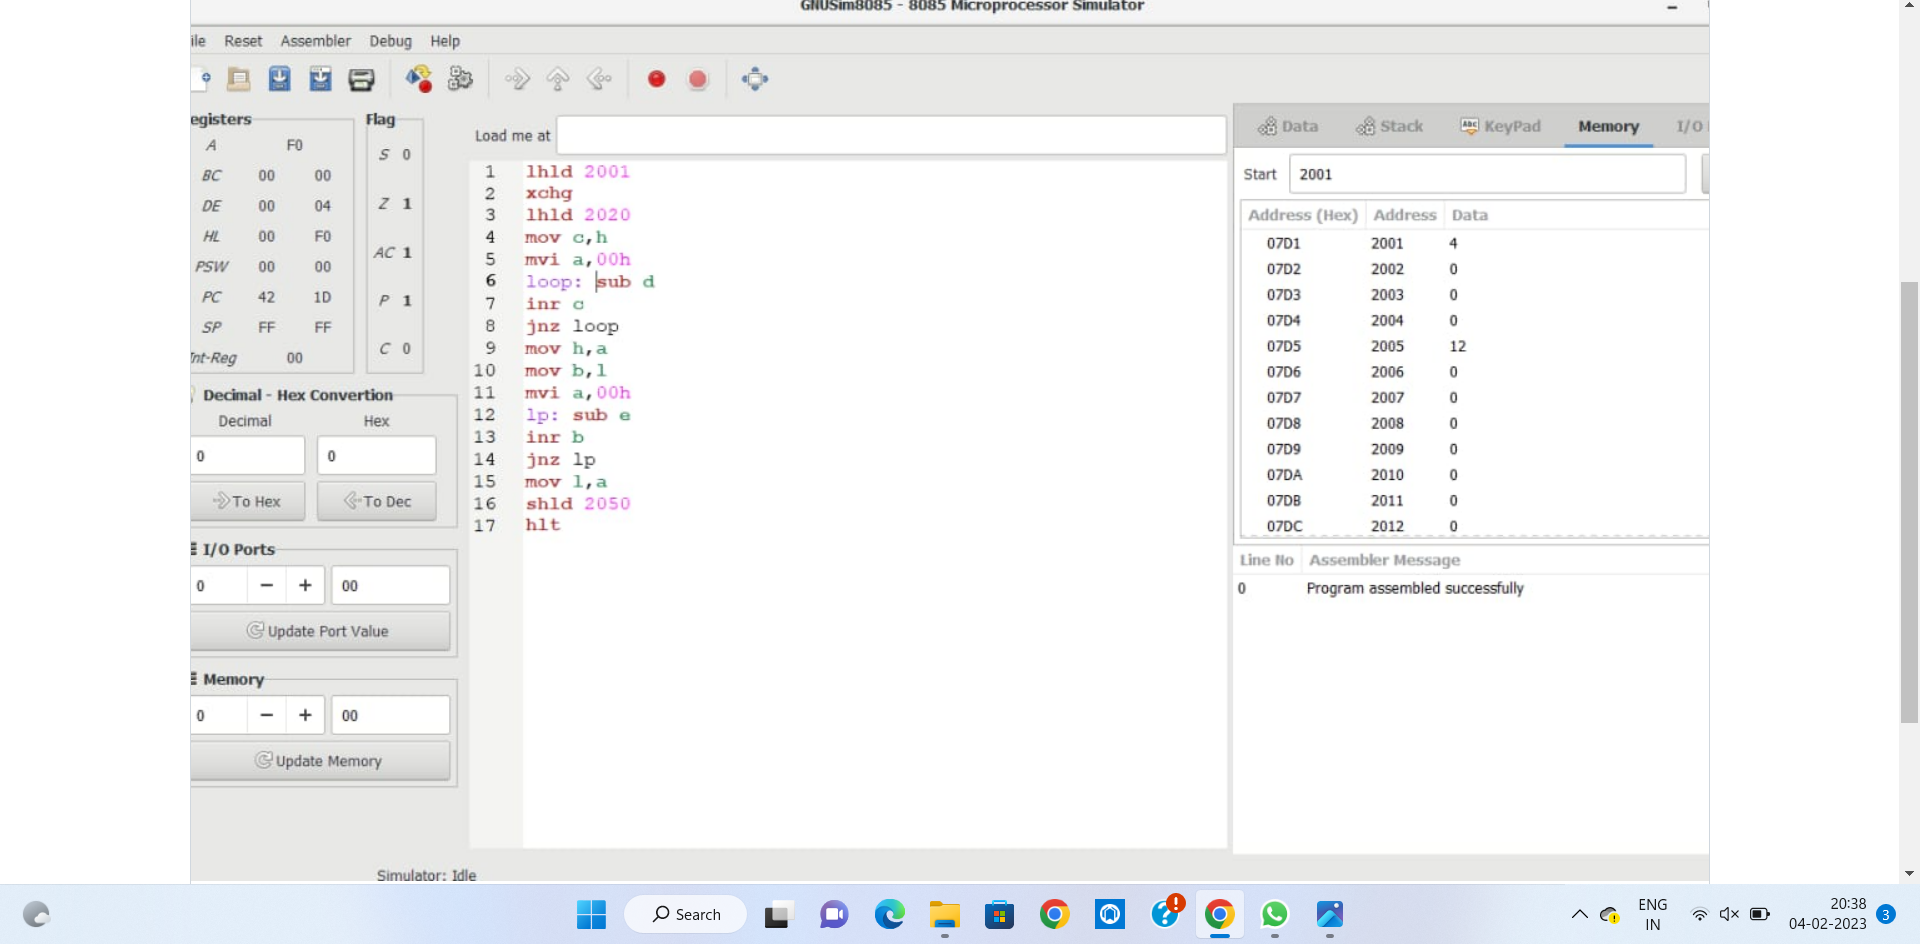 GNUSim8085 - 8085 Microprocessor Simulator
ile Reset Assembler Debug Help
egisters
A F0
BC 00 00
DE 00 04
HL 00 F0
PSW 00 00
PC 42 1D
SP FF FF
Int-Reg 00
Flag
S 0
Z 1
AC 1
P 1
C 0
Decimal - Hex Convertion
Decimal Hex
0 0
To Hex To Dec
I/O Ports
0 − + 00
Update Port Value
Memory
0 − + 00
Update Memory
Load me at
1 lhld 2001
2 xchg
3 lhld 2020
4 mov c,h
5 mvi a,00h
6 loop: sub d
7 inr c
8 jnz loop
9 mov h,a
10 mov b,l
11 mvi a,00h
12 lp: sub e
13 inr b
14 jnz lp
15 mov l,a
16 shld 2050
17 hlt
Data Stack Abc KeyPad Memory I/O
Start 2001
Address (Hex) Address Data
07D1 2001 4
07D2 2002 0
07D3 2003 0
07D4 2004 0
07D5 2005 12
07D6 2006 0
07D7 2007 0
07D8 2008 0
07D9 2009 0
07DA 2010 0
07DB 2011 0
07DC 2012 0
Line No Assembler Message
0 Program assembled successfully
Simulator: Idle
Search
ENG
IN
20:38
04-02-2023
3